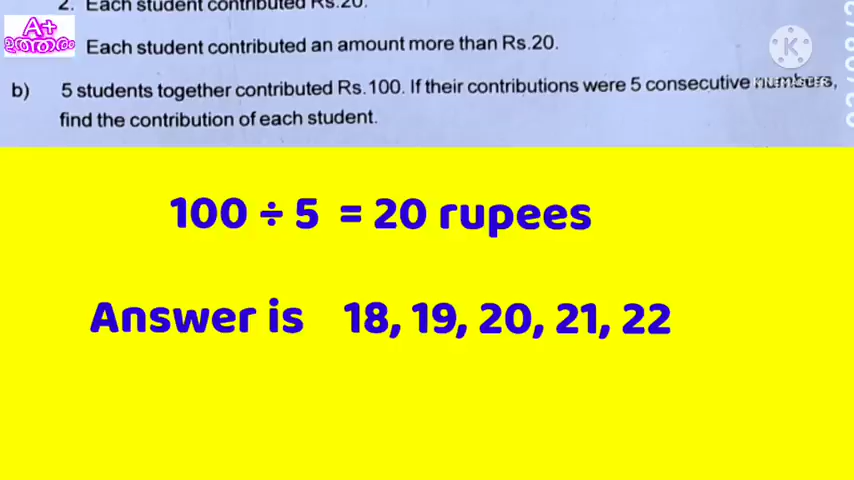 2. Each student contributed Rs.20.
A+
Each student contributed an amount more than Rs.20.
b) 5 students together contributed Rs.100. If their contributions were 5 consecutive numbers,
find the contribution of each student.
K
KINEMASTER
100 ÷ 5 = 20 rupees
Answer is 18, 19, 20, 21, 22